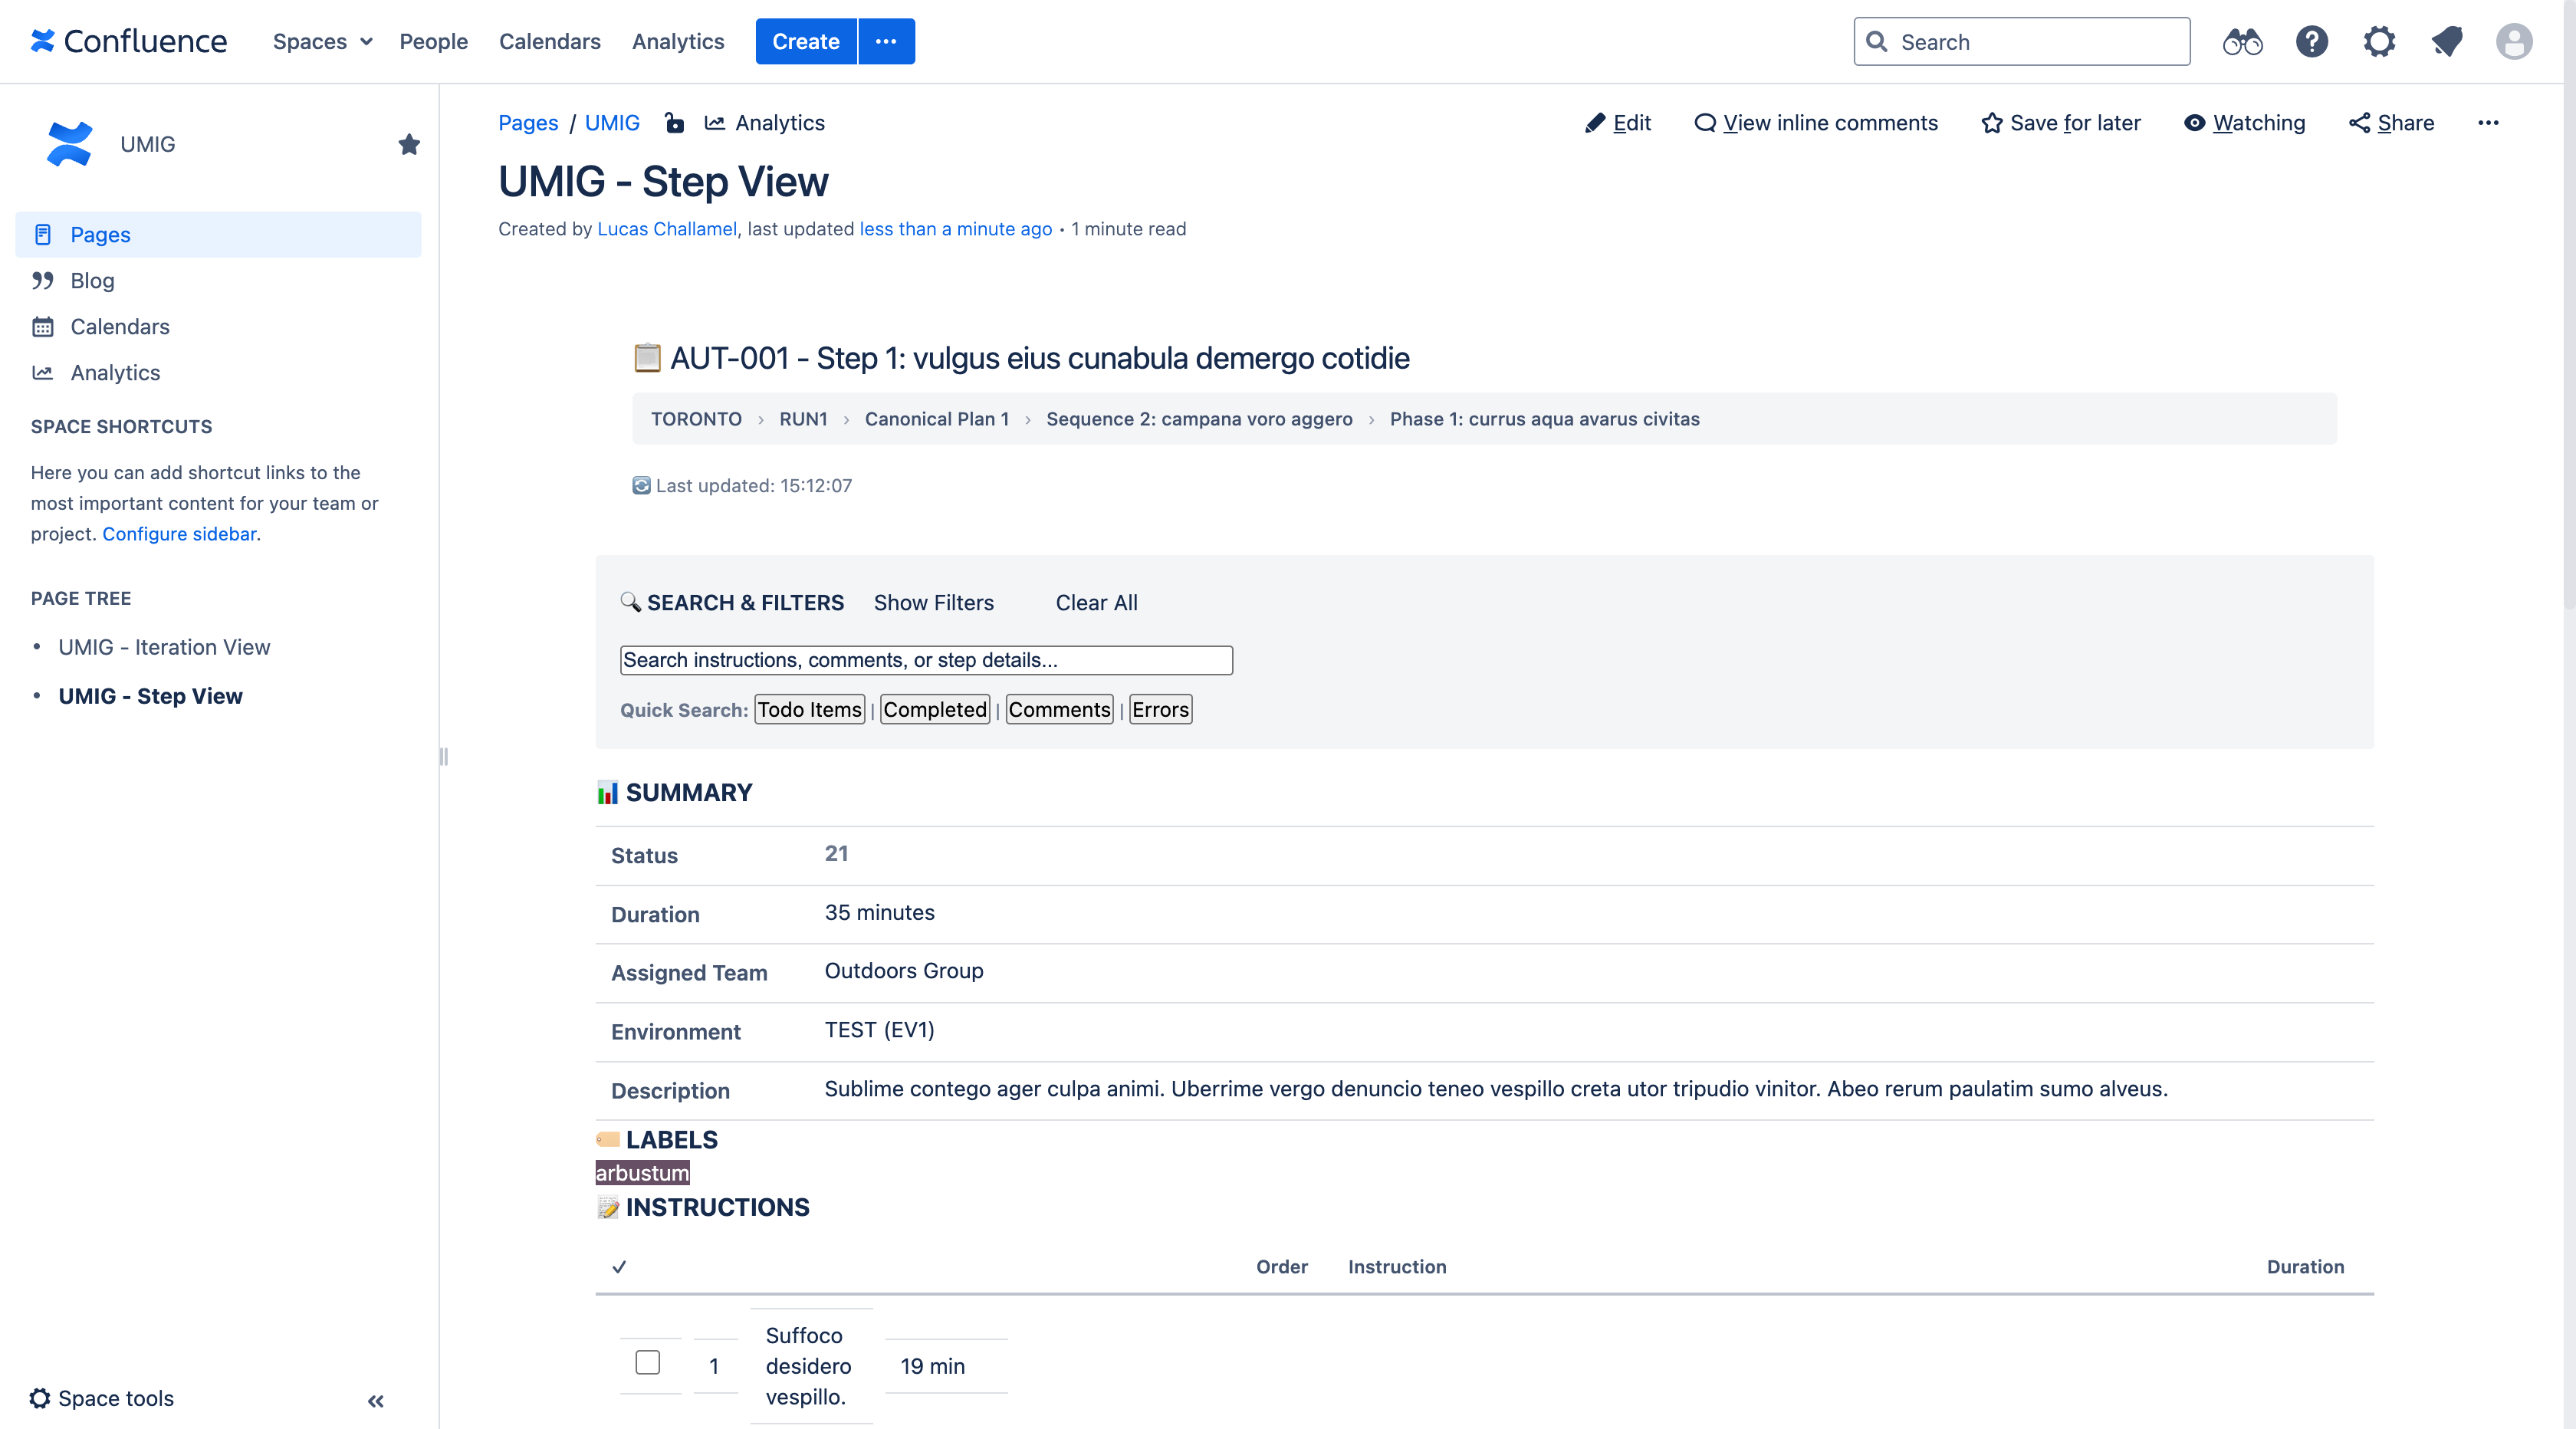 Confluence Spaces People Calendars Analytics Create ··· Search
UMIG
Pages
Blog
Calendars
Analytics
SPACE SHORTCUTS
Here you can add shortcut links to the
most important content for your team or
project. Configure sidebar.
PAGE TREE
• UMIG - Iteration View
• UMIG - Step View
Space tools
Pages / UMIG Analytics
Edit View inline comments Save for later Watching Share ···
UMIG - Step View
Created by Lucas Challamel, last updated less than a minute ago • 1 minute read
AUT-001 - Step 1: vulgus eius cunabula demergo cotidie
TORONTO › RUN1 › Canonical Plan 1 › Sequence 2: campana voro aggero › Phase 1: currus aqua avarus civitas
Last updated: 15:12:07
SEARCH & FILTERS Show Filters Clear All
Search instructions, comments, or step details...
Quick Search: Todo Items | Completed | Comments | Errors
SUMMARY
Status 21
Duration 35 minutes
Assigned Team Outdoors Group
Environment TEST (EV1)
Description Sublime contego ager culpa animi. Uberrime vergo denuncio teneo vespillo creta utor tripudio vinitor. Abeo rerum paulatim sumo alveus.
LABELS
arbustum
INSTRUCTIONS
✓ Order Instruction Duration
1 Suffoco desidero vespillo. 19 min